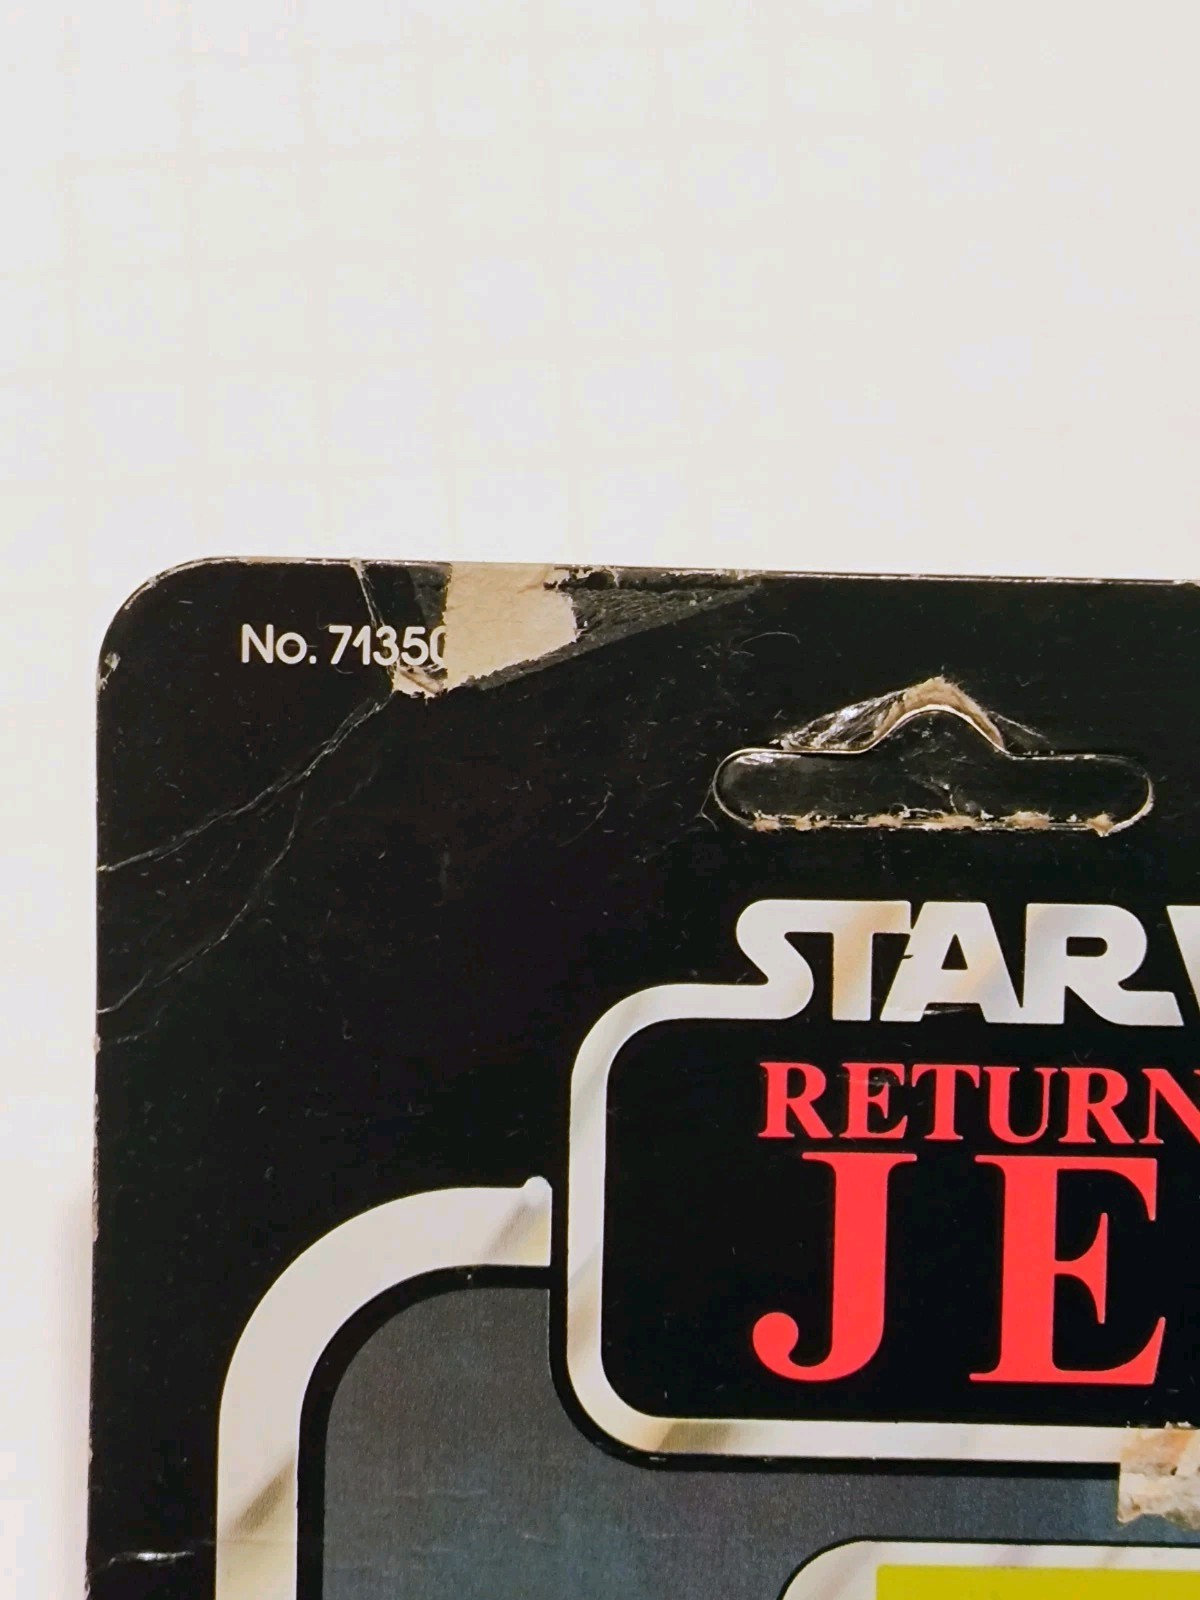 No. 71350
STAR
RETURN
JE